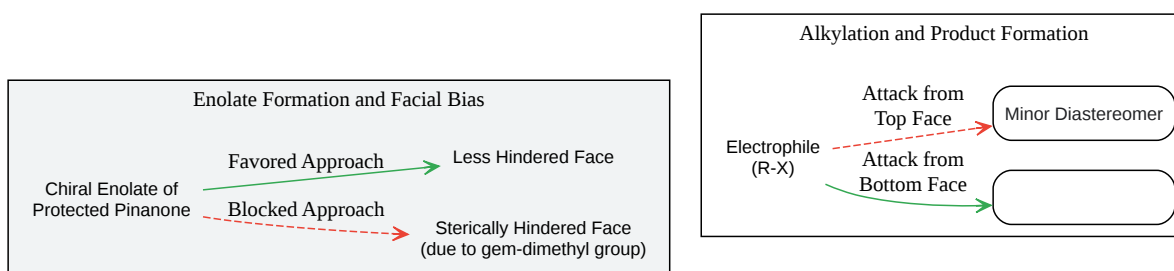 Enolate Formation and Facial Bias
Favored Approach
Less Hindered Face
Chiral Enolate of
Protected Pinanone
Blocked Approach
Sterically Hindered Face
(due to gem-dimethyl group)
Alkylation and Product Formation
Attack from
Top Face
Minor Diastereomer
Electrophile
(R-X)
Attack from
Bottom Face